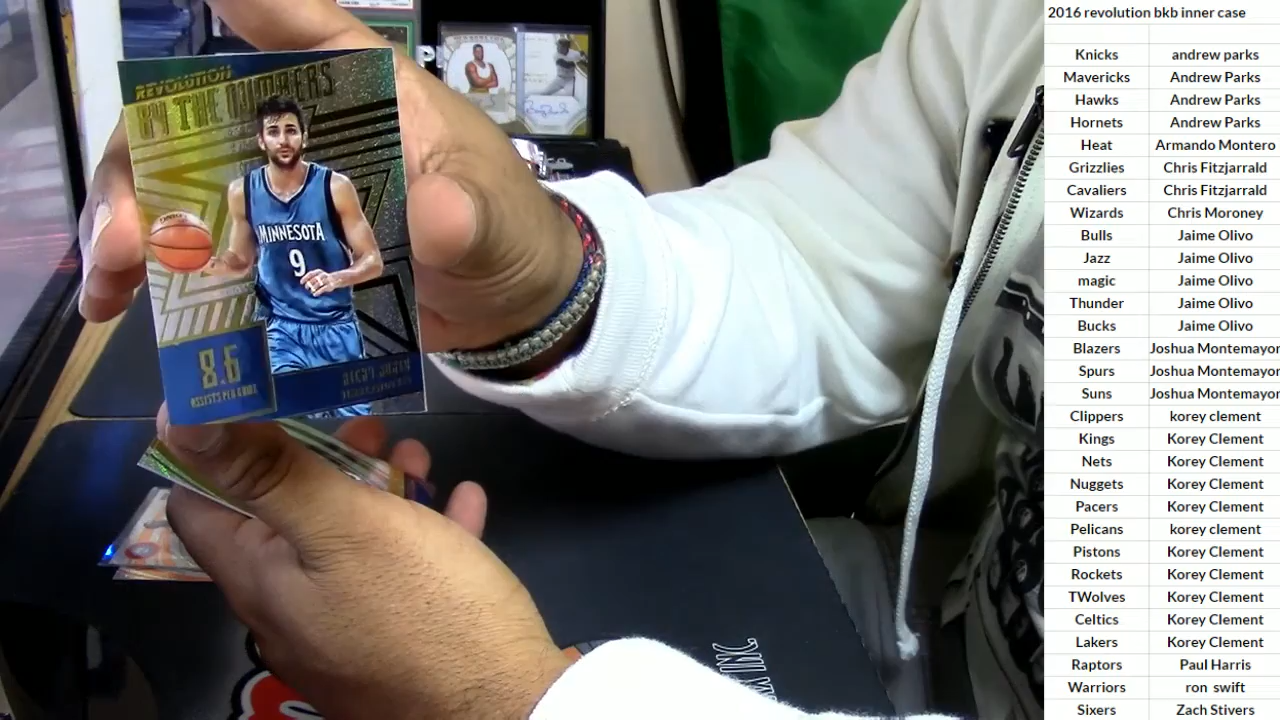 REVOLUTION
BY THE NUMBERS
MINNESOTA
9
8.6
ASSISTS PER GAME
RICKY RUBIO
INC
2016 revolution bkb inner case
Knicks andrew parks
Mavericks Andrew Parks
Hawks Andrew Parks
Hornets Andrew Parks
Heat Armando Montero
Grizzlies Chris Fitzjarrald
Cavaliers Chris Fitzjarrald
Wizards Chris Moroney
Bulls Jaime Olivo
Jazz Jaime Olivo
magic Jaime Olivo
Thunder Jaime Olivo
Bucks Jaime Olivo
Blazers Joshua Montemayor
Spurs Joshua Montemayor
Suns Joshua Montemayor
Clippers korey clement
Kings Korey Clement
Nets Korey Clement
Nuggets Korey Clement
Pacers Korey Clement
Pelicans korey clement
Pistons Korey Clement
Rockets Korey Clement
TWolves Korey Clement
Celtics Korey Clement
Lakers Korey Clement
Raptors Paul Harris
Warriors ron swift
Sixers Zach Stivers